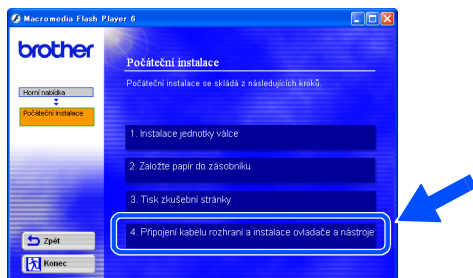 Macromedia Flash Player 6
brother
Počáteční instalace
Počáteční instalace se skládá z následujících kroků.
Horní nabídka
Počáteční instalace
1. Instalace jednotky válce
2. Založte papír do zásobníku
3. Tisk zkušební stránky
4. Připojení kabelu rozhraní a instalace ovladače a nástroje
Zpět
Konec